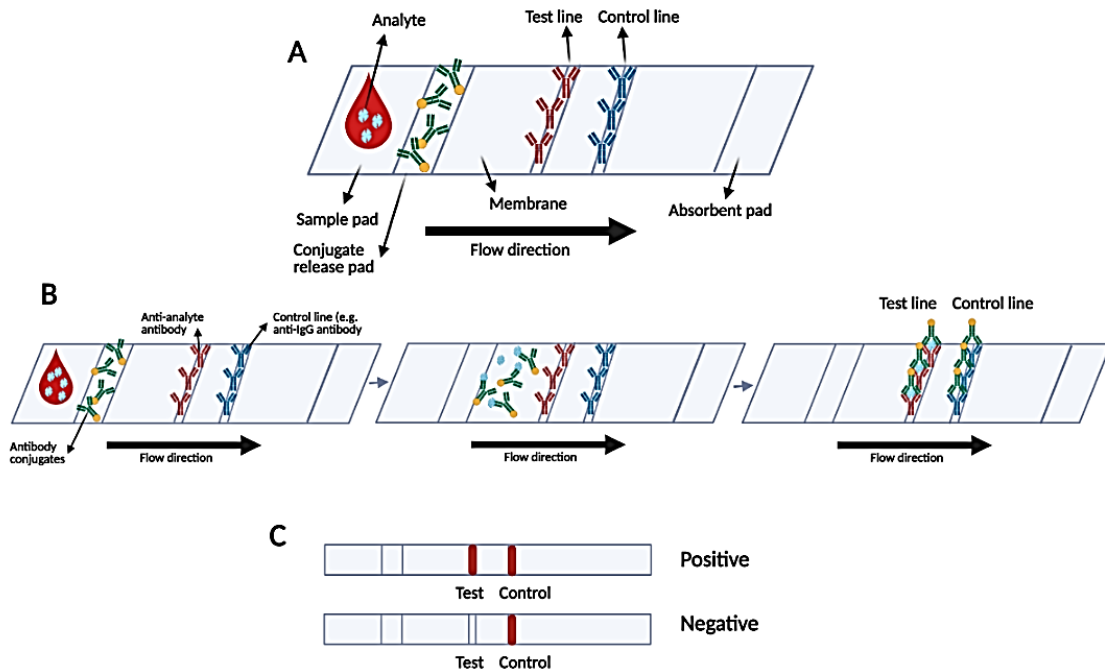 A
Analyte
Test line
Control line
Sample pad
Conjugate
release pad
Membrane
Flow direction
Absorbent pad
B
Anti-analyte
antibody
Control line (e.g.
anti-IgG antibody
Antibody
conjugates
Flow direction
Flow direction
Test line
Control line
Flow direction
C
Positive
Test
Control
Negative
Test
Control